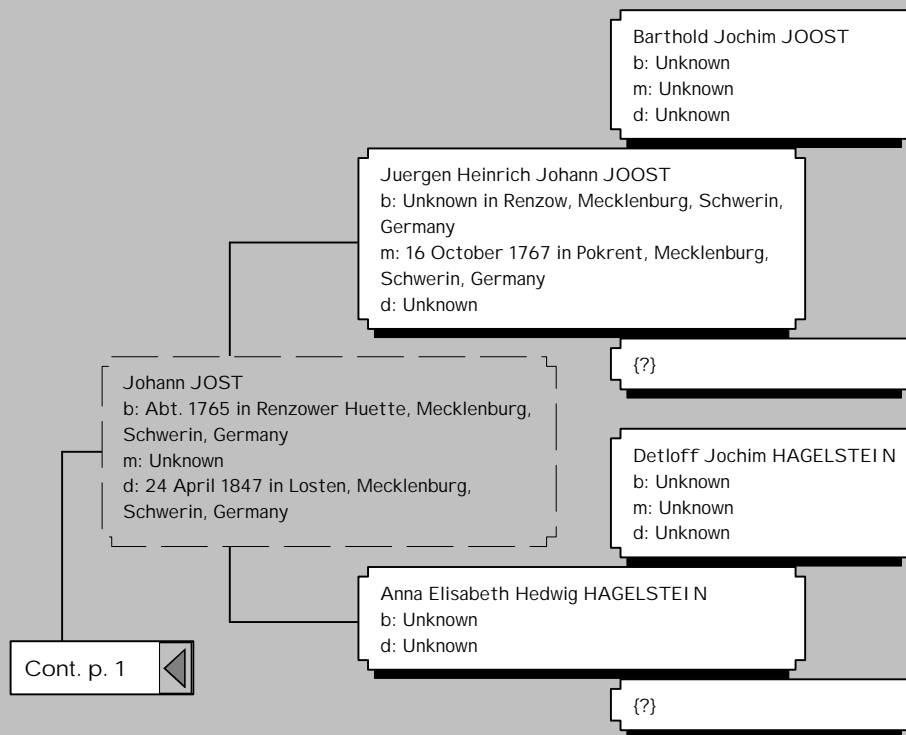 Barthold Jochim JOOST
b: Unknown
m: Unknown
d: Unknown
Juergen Heinrich Johann JOOST
b: Unknown in Renzow, Mecklenburg, Schwerin,
Germany
m: 16 October 1767 in Pokrent, Mecklenburg,
Schwerin, Germany
d: Unknown
{?}
Johann JOST
b: Abt. 1765 in Renzower Huette, Mecklenburg,
Schwerin, Germany
m: Unknown
d: 24 April 1847 in Losten, Mecklenburg,
Schwerin, Germany
Detloff Jochim HAGELSTEIN
b: Unknown
m: Unknown
d: Unknown
Anna Elisabeth Hedwig HAGELSTEIN
b: Unknown
d: Unknown
Cont. p. 1
{?}